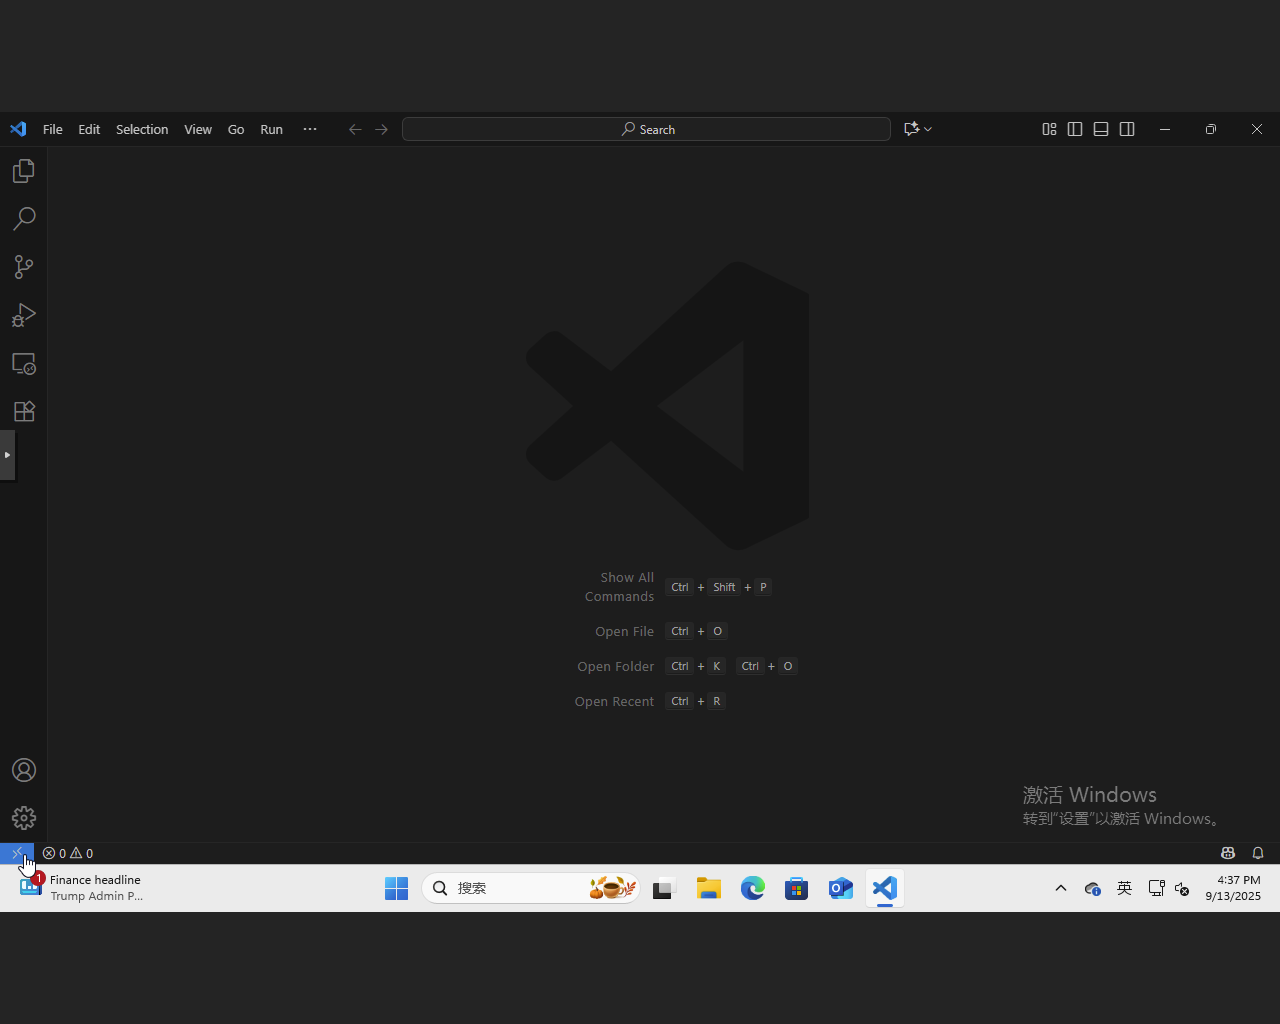 File Edit Selection View Go Run ...
Search
Show All Commands Ctrl + Shift + P
Open File Ctrl + O
Open Folder Ctrl + K Ctrl + O
Open Recent Ctrl + R
激活 Windows
转到"设置"以激活 Windows。
0 0
1
Finance headline
Trump Admin P...
搜索
英
4:37 PM
9/13/2025